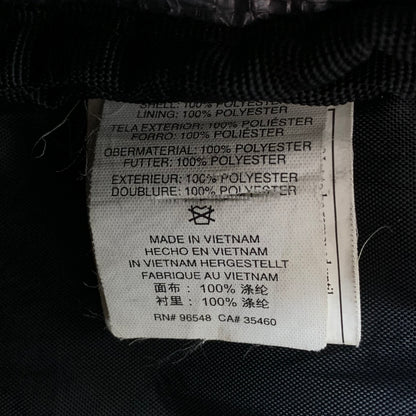 SHELL: 100% POLYESTER
LINING: 100% POLYESTER
TELA EXTERIOR: 100% POLIÉSTER
FORRO: 100% POLIÉSTER
OBERMATERIAL: 100% POLYESTER
FUTTER: 100% POLYESTER
EXTERIEUR: 100% POLYESTER
DOUBLURE: 100% POLYESTER
MADE IN VIETNAM
HECHO EN VIETNAM
IN VIETNAM HERGESTELLT
FABRIQUE AU VIETNAM
面布：100% 涤纶
衬里：100% 涤纶
RN# 96548 CA# 35460